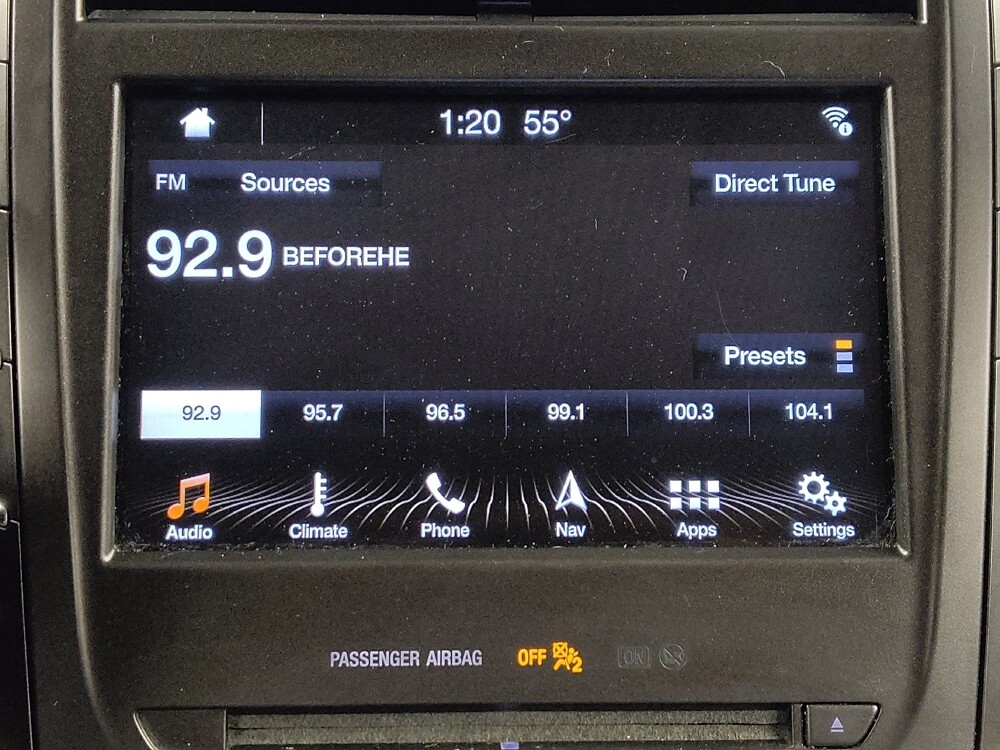 1:20 55°
FM Sources Direct Tune
92.9 BEFOREHE
Presets
92.9 95.7 96.5 99.1 100.3 104.1
Audio Climate Phone Nav Apps Settings
PASSENGER AIRBAG OFF 2 ON